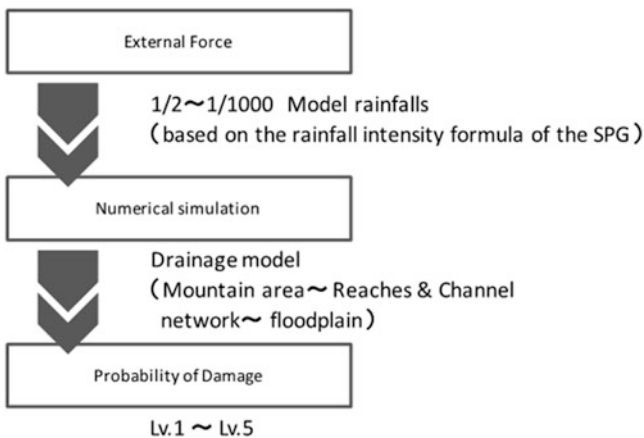 External Force
1/2～1/1000 Model rainfalls
（based on the rainfall intensity formula of the SPG）
Numerical simulation
Drainage model
（Mountain area～ Reaches & Channel
network～ floodplain）
Probability of Damage
Lv.1 ～ Lv.5